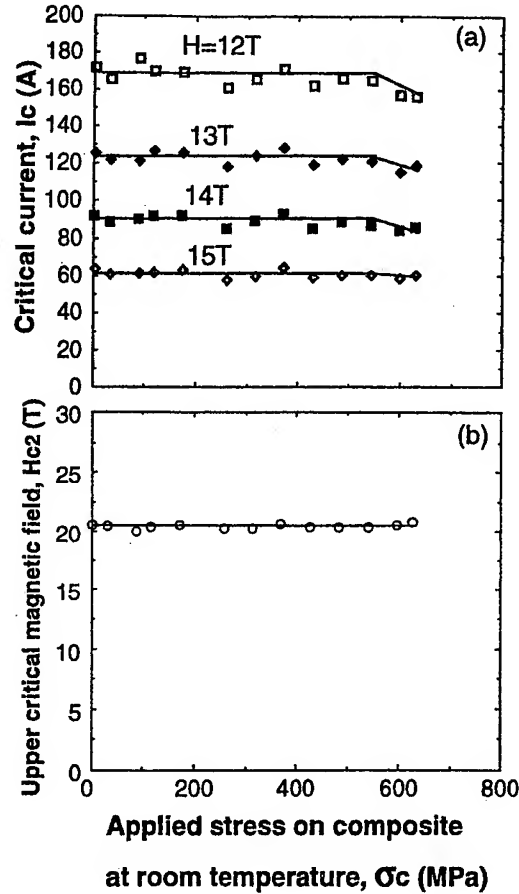 (a)
H=12T
13T
14T
15T
Critical current, Ic (A)
200
180
160
140
120
100
80
60
40
20
0
(b)
Upper critical magnetic field, Hc2 (T)
30
25
20
15
10
5
0
0 200 400 600 800
Applied stress on composite
at room temperature, σc (MPa)